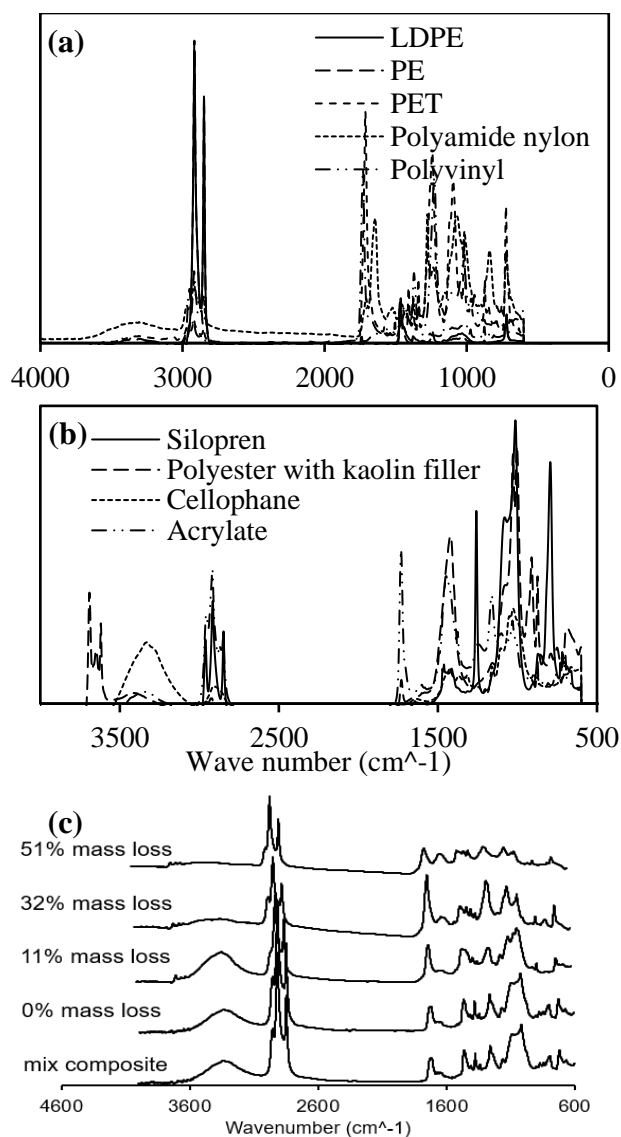 (a)
LDPE
PE
PET
Polyamide nylon
Polyvinyl
4000 3000 2000 1000 0
(b)
Silopren
Polyester with kaolin filler
Cellophane
Acrylate
3500 2500 1500 500
Wave number (cm^-1)
(c)
51% mass loss
32% mass loss
11% mass loss
0% mass loss
mix composite
4600 3600 2600 1600 600
Wavenumber (cm^-1)